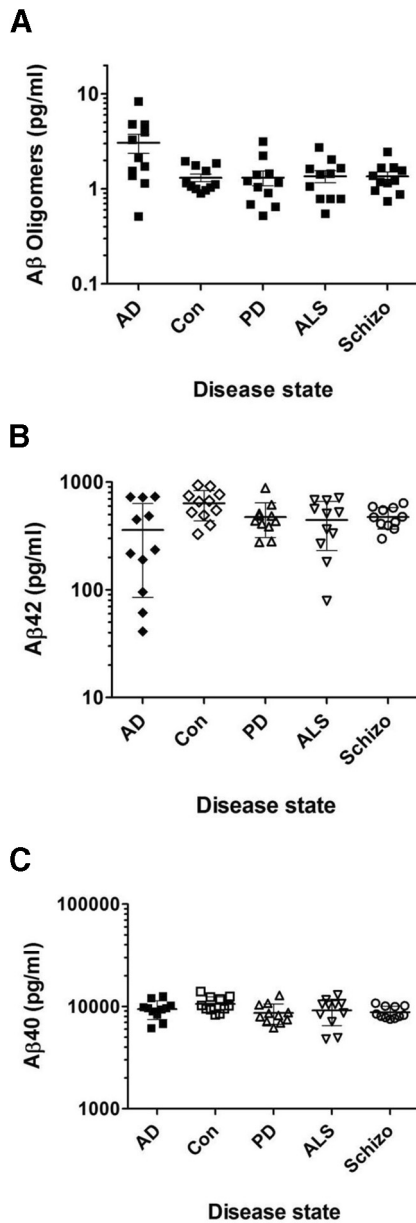 A
Aβ Oligomers (pg/ml)
10
1
0.1
AD
Con
PD
ALS
Schizo
Disease state
B
Aβ42 (pg/ml)
1000
100
10
AD
Con
PD
ALS
Schizo
Disease state
C
Aβ40 (pg/ml)
100000
10000
1000
AD
Con
PD
ALS
Schizo
Disease state